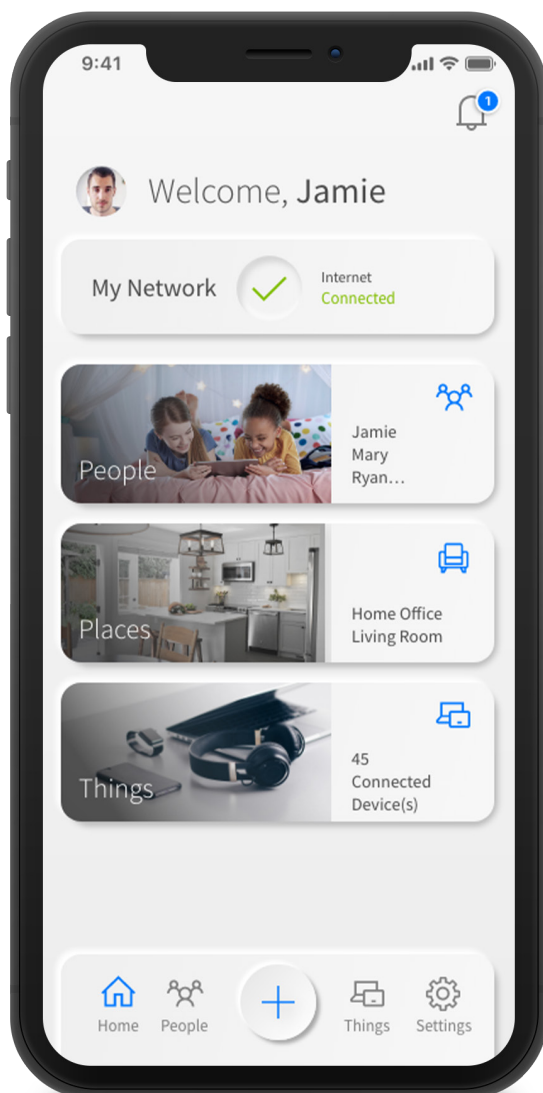 9:41
1
Welcome, Jamie
My Network
Internet
Connected
People
Jamie
Mary
Ryan...
Places
Home Office
Living Room
Things
45
Connected
Device(s)
Home
People
Things
Settings